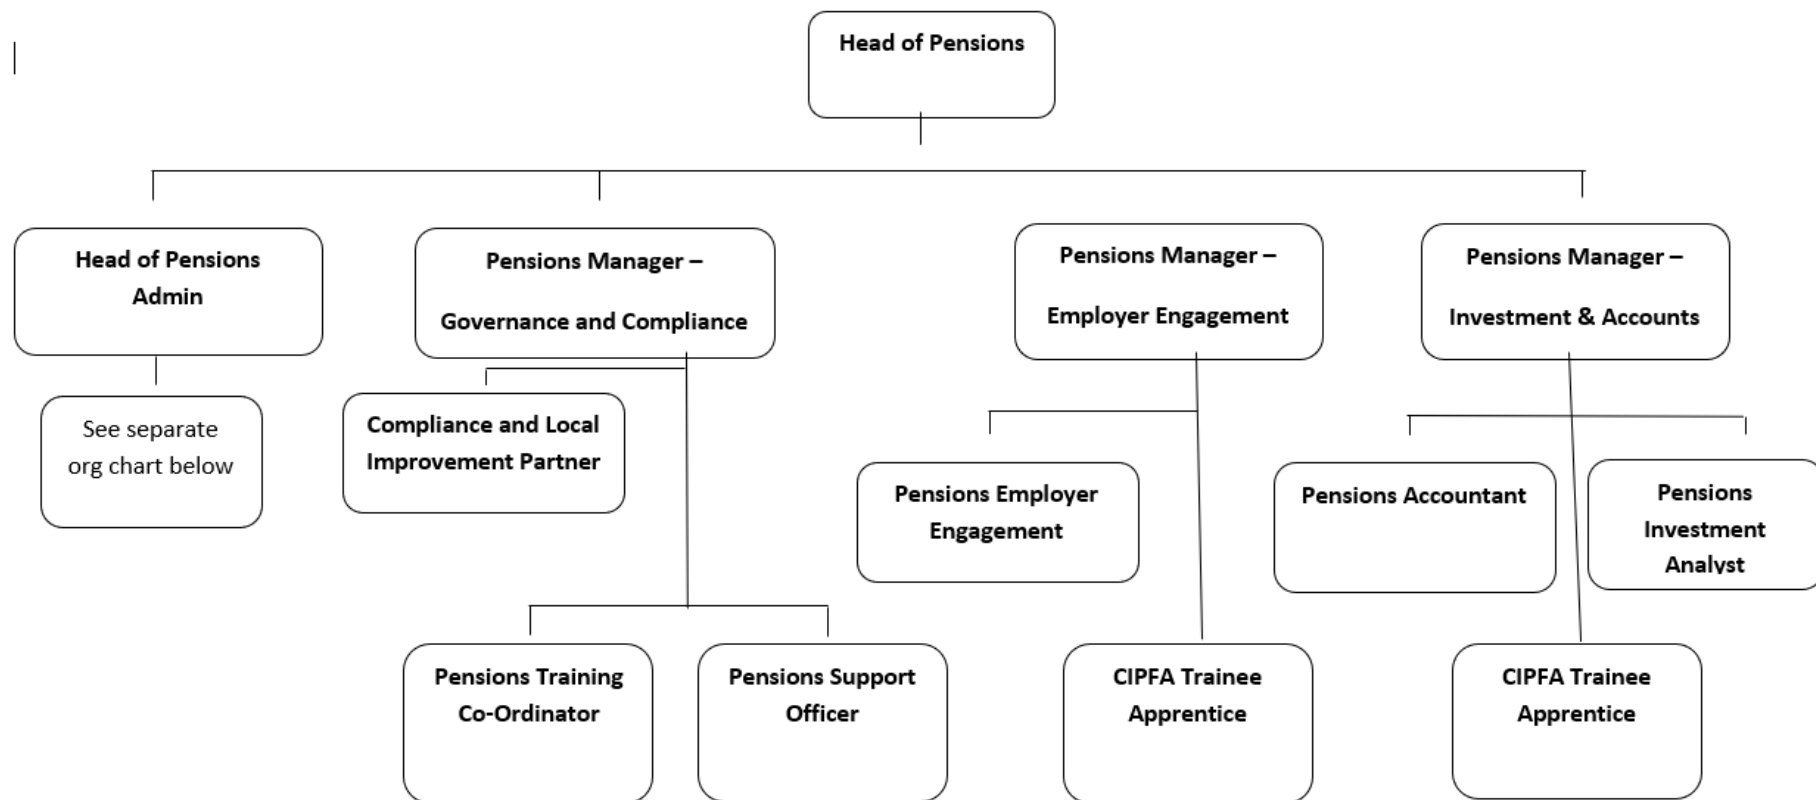 Head of Pensions
Head of Pensions
Admin
Pensions Manager –
Governance and Compliance
Pensions Manager –
Employer Engagement
Pensions Manager –
Investment & Accounts
See separate
org chart below
Compliance and Local
Improvement Partner
Pensions Employer
Engagement
Pensions Accountant
Pensions
Investment
Analyst
Pensions Training
Co-Ordinator
Pensions Support
Officer
CIPFA Trainee
Apprentice
CIPFA Trainee
Apprentice